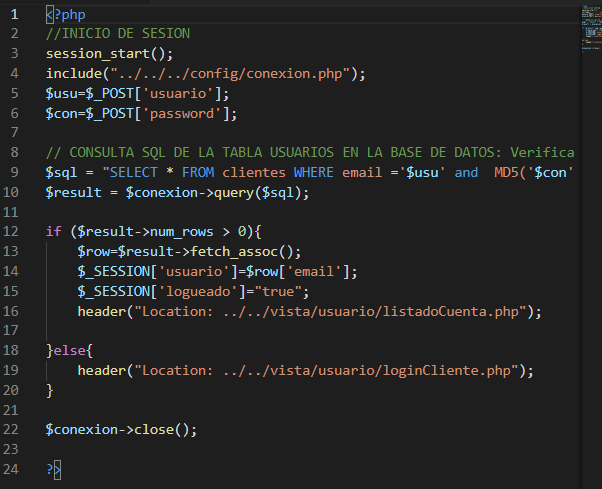 1 <?php
2 //INICIO DE SESION
3 session_start();
4 include("../../../config/conexion.php");
5 $usu=$_POST['usuario'];
6 $con=$_POST['password'];
7
8 // CONSULTA SQL DE LA TABLA USUARIOS EN LA BASE DE DATOS: Verifica
9 $sql = "SELECT * FROM clientes WHERE email ='$usu' and  MD5('$con'
10 $result = $conexion->query($sql);
11
12 if ($result->num_rows > 0){
13     $row=$result->fetch_assoc();
14     $_SESSION['usuario']=$row['email'];
15     $_SESSION['logueado']="true";
16     header("Location: ../../vista/usuario/listadoCuenta.php");
17
18 }else{
19     header("Location: ../../vista/usuario/loginCliente.php");
20 }
21
22 $conexion->close();
23
24 ?>